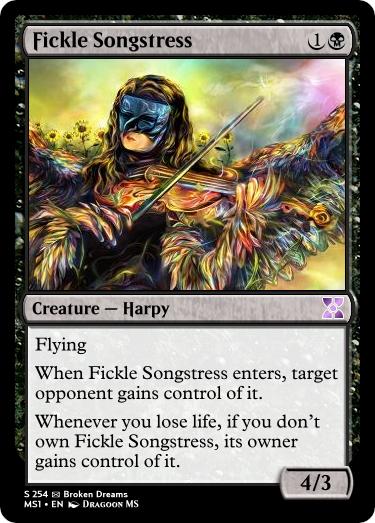 Fickle Songstress 1
Creature — Harpy
Flying
When Fickle Songstress enters, target
opponent gains control of it.
Whenever you lose life, if you don't
own Fickle Songstress, its owner
gains control of it.
4/3
S 254 Broken Dreams
MS1 • EN Dragoon MS